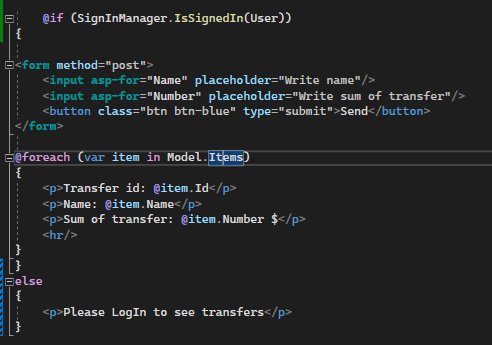 @if (SignInManager.IsSignedIn(User))
{
<form method="post">
<input asp-for="Name" placeholder="Write name"/>
<input asp-for="Number" placeholder="Write sum of transfer"/>
<button class="btn btn-blue" type="submit">Send</button>
</form>
@foreach (var item in Model.Items)
{
<p>Transfer id: @item.Id</p>
<p>Name: @item.Name</p>
<p>Sum of transfer: @item.Number $</p>
<hr/>
}
}
else
{
<p>Please LogIn to see transfers</p>
}